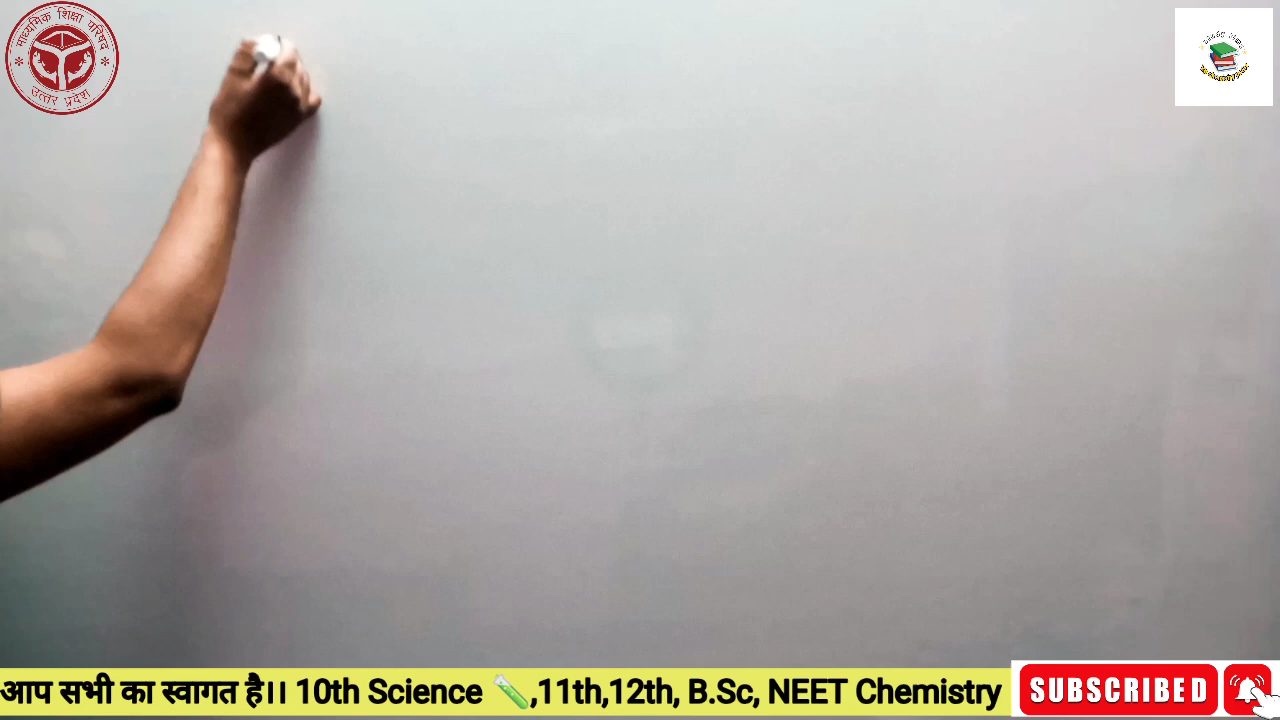 माध्यमिक शिक्षा परिषद
उत्तर प्रदेश
आप सभी का स्वागत है।। 10th Science 🧪,11th,12th, B.Sc, NEET Chemistry
SUBSCRIBED